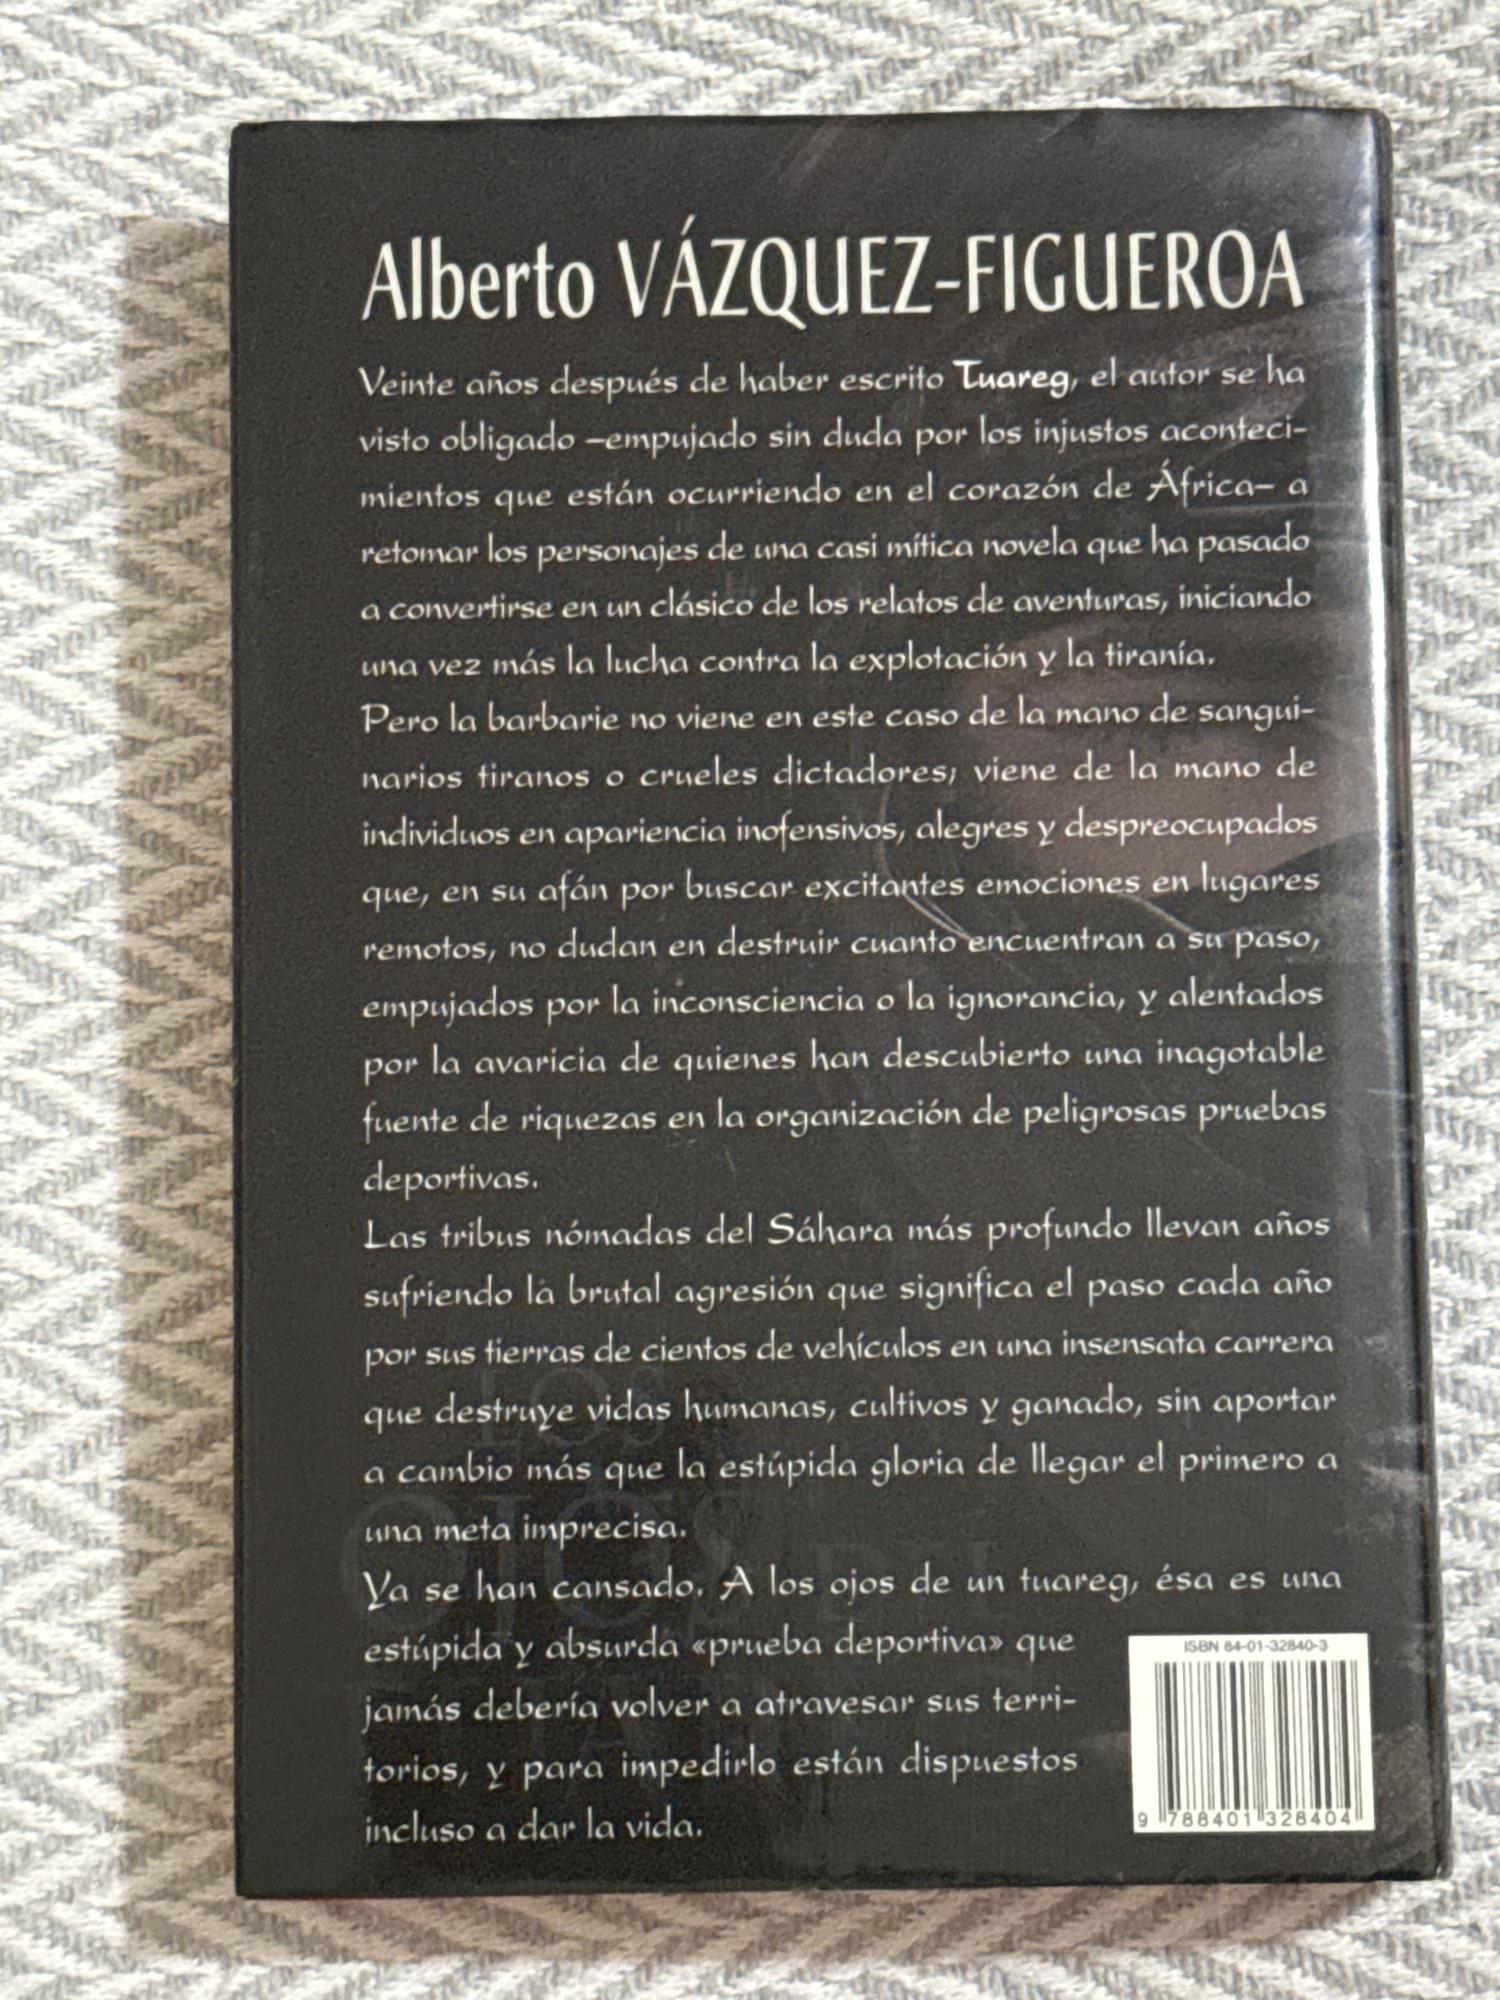 Alberto VÁZQUEZ-FIGUEROA
Veinte años después de haber escrito Tuareg, el autor se ha
visto obligado –empujado sin duda por los injustos aconteci-
mientos que están ocurriendo en el corazón de África– a
retomar los personajes de una casi mítica novela que ha pasado
a convertirse en un clásico de los relatos de aventuras, iniciando
una vez más la lucha contra la explotación y la tiranía.
Pero la barbarie no viene en este caso de la mano de sangui-
narios tiranos o crueles dictadores; viene de la mano de
individuos en apariencia inofensivos, alegres y despreocupados
que, en su afán por buscar excitantes emociones en lugares
remotos, no dudan en destruir cuanto encuentran a su paso,
empujados por la inconsciencia o la ignorancia, y alentados
por la avaricia de quienes han descubierto una inagotable
fuente de riquezas en la organización de peligrosas pruebas
deportivas.
Las tribus nómadas del Sáhara más profundo llevan años
sufriendo la brutal agresión que significa el paso cada año
por sus tierras de cientos de vehículos en una insensata carrera
que destruye vidas humanas, cultivos y ganado, sin aportar
a cambio más que la estúpida gloria de llegar el primero a
una meta imprecisa.
Ya se han cansado. A los ojos de un tuareg, ésa es una
estúpida y absurda «prueba deportiva» que
jamás debería volver a atravesar sus terri-
torios, y para impedirlo están dispuestos
incluso a dar la vida.
ISBN 84-01-32840-3
9 788401 328404
LOS
OJOS DEL